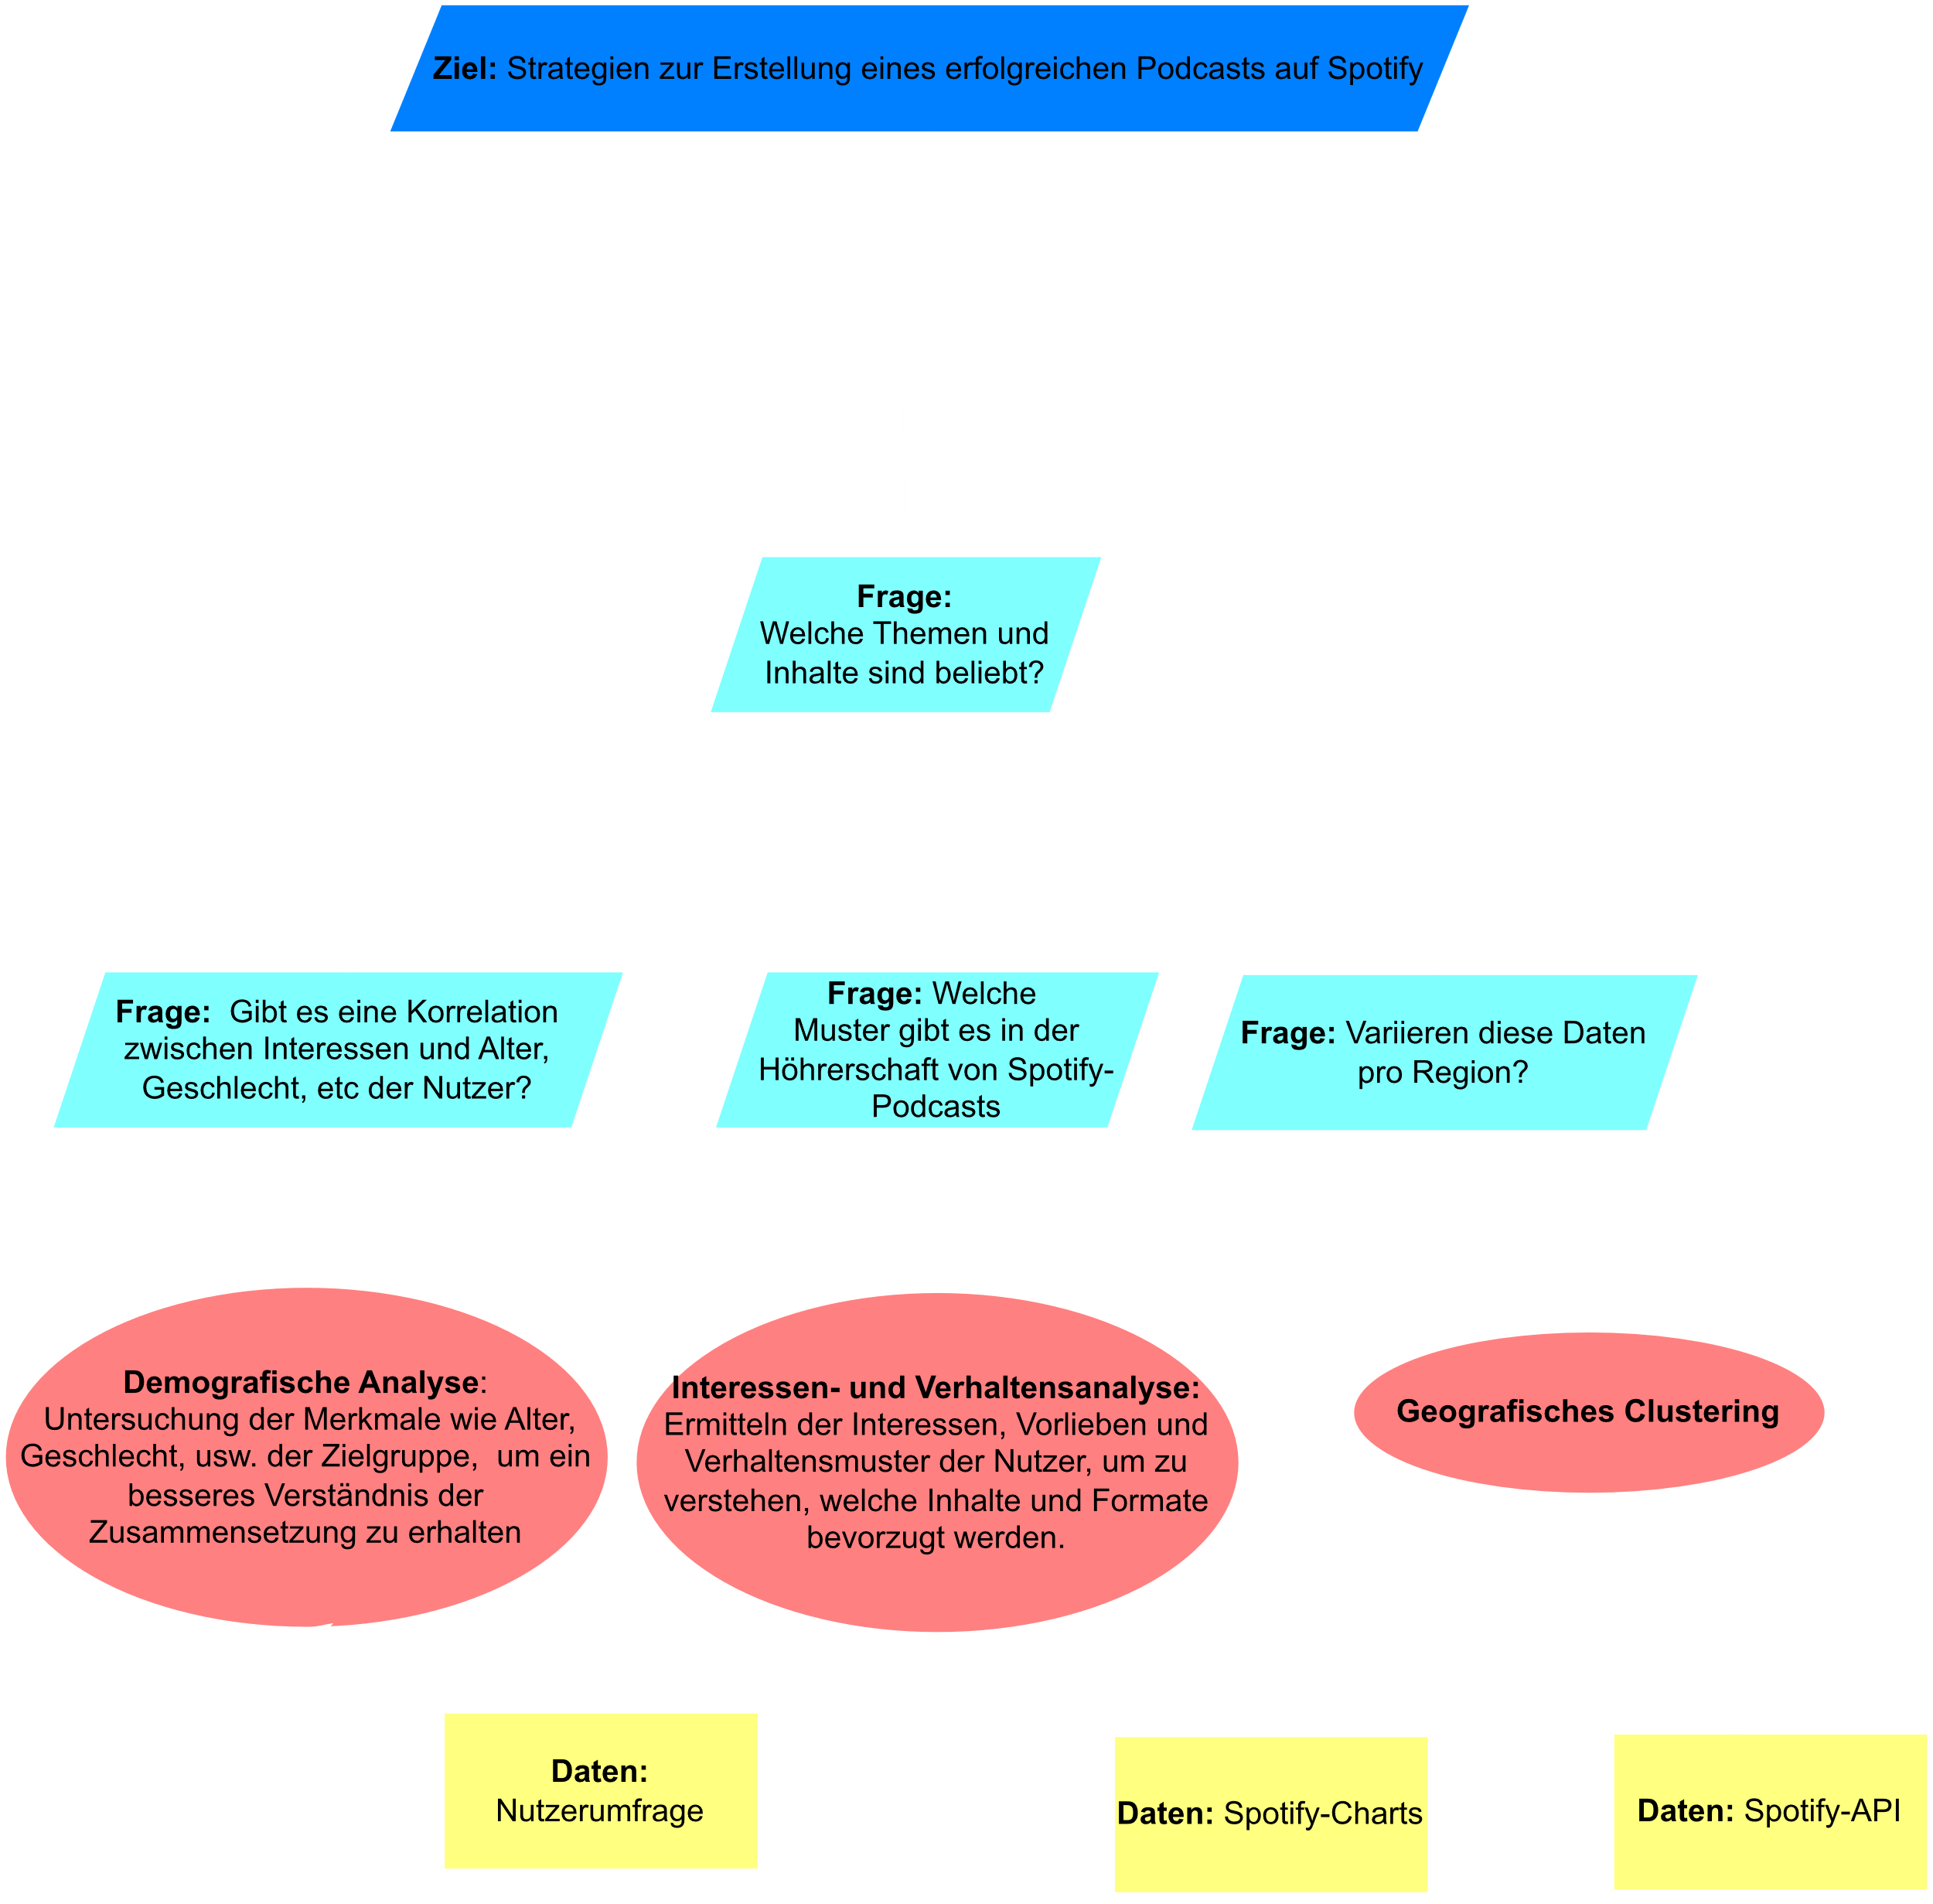 Ziel: Strategien zur Erstellung eines erfolgreichen Podcasts auf Spotify
Frage:
Welche Themen und
Inhalte sind beliebt?
Frage:  Gibt es eine Korrelation
zwischen Interessen und Alter,
Geschlecht, etc der Nutzer?
Frage: Welche
Muster gibt es in der
Höhrerschaft von Spotify-
Podcasts
Frage: Variieren diese Daten
pro Region?
Demografische Analyse:
Untersuchung der Merkmale wie Alter,
Geschlecht, usw. der Zielgruppe,  um ein
besseres Verständnis der
Zusammensetzung zu erhalten
Interessen- und Verhaltensanalyse:
Ermitteln der Interessen, Vorlieben und
Verhaltensmuster der Nutzer, um zu
verstehen, welche Inhalte und Formate
bevorzugt werden.
Geografisches Clustering
Daten:
Nutzerumfrage
Daten: Spotify-Charts
Daten: Spotify-API